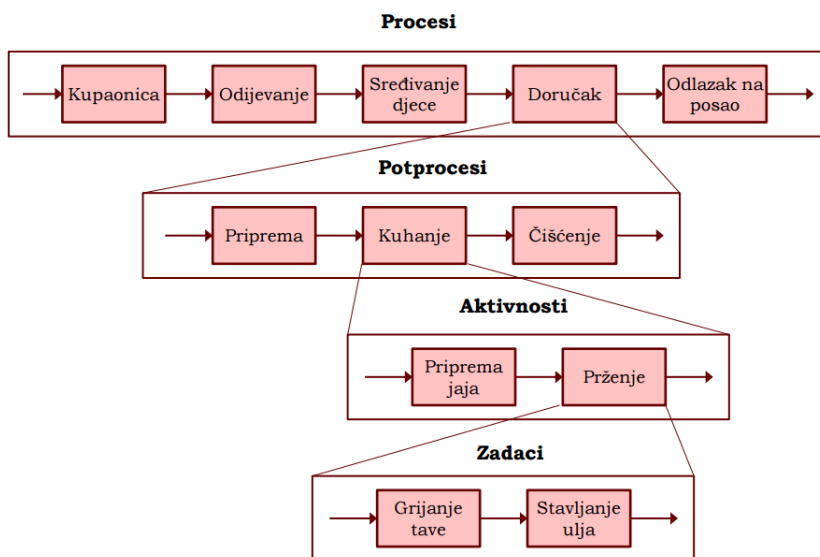 Procesi
Kupaonica
Odijevanje
Sređivanje
djece
Doručak
Odlazak na
posao
Potprocesi
Priprema
Kuhanje
Čišćenje
Aktivnosti
Priprema
jaja
Prženje
Zadaci
Grijanje
tave
Stavljanje
ulja